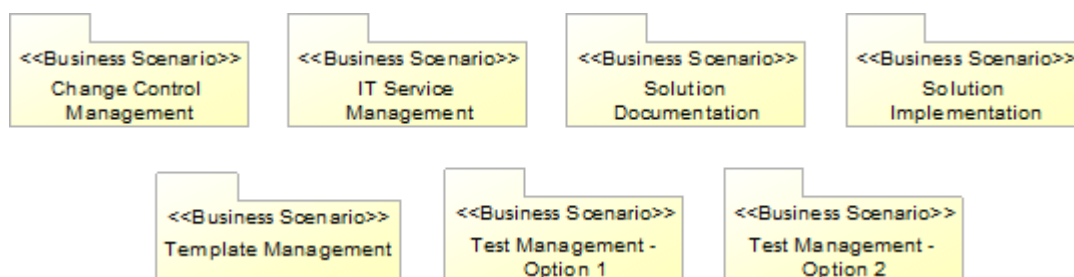 <<Business Scenario>>
Change Control
Management
<<Business Scenario>>
IT Service
Management
<<Business Scenario>>
Solution
Documentation
<<Business Scenario>>
Solution
Implementation
<<Business Scenario>>
Template Management
<<Business Scenario>>
Test Management -
Option 1
<<Business Scenario>>
Test Management -
Option 2